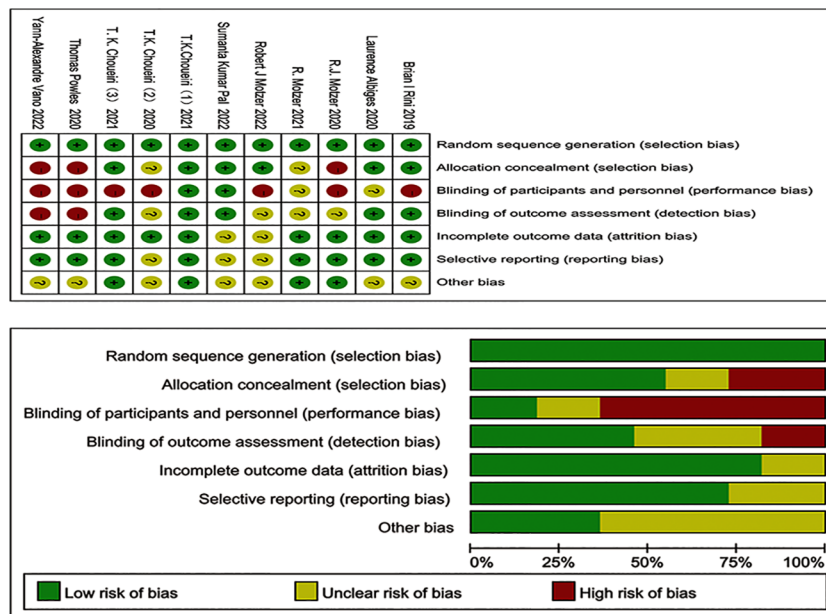 Yann-Alexandre Vano 2022
Thomas Powles 2020
T. K. Choueiri（3）2021
T.K. Choueiri（2）2020
T.K.Choueiri（1）2021
Sumanta Kumar Pal 2022
Robert J Motzer 2022
R. Motzer 2021
R.J. Motzer 2020
Laurence Albiges 2020
Brian I Rini 2019
+ + + + + + + + + + + Random sequence generation (selection bias)
- - + ? + + + ? - + + Allocation concealment (selection bias)
- - - - + + - ? - ? - Blinding of participants and personnel (performance bias)
- - + ? + + ? ? ? + + Blinding of outcome assessment (detection bias)
+ + + + + ? ? + + + + Incomplete outcome data (attrition bias)
+ + + ? + ? ? + + + + Selective reporting (reporting bias)
? ? + ? + ? ? + + ? ? Other bias
Random sequence generation (selection bias)
Allocation concealment (selection bias)
Blinding of participants and personnel (performance bias)
Blinding of outcome assessment (detection bias)
Incomplete outcome data (attrition bias)
Selective reporting (reporting bias)
Other bias
0% 25% 50% 75% 100%
Low risk of bias Unclear risk of bias High risk of bias